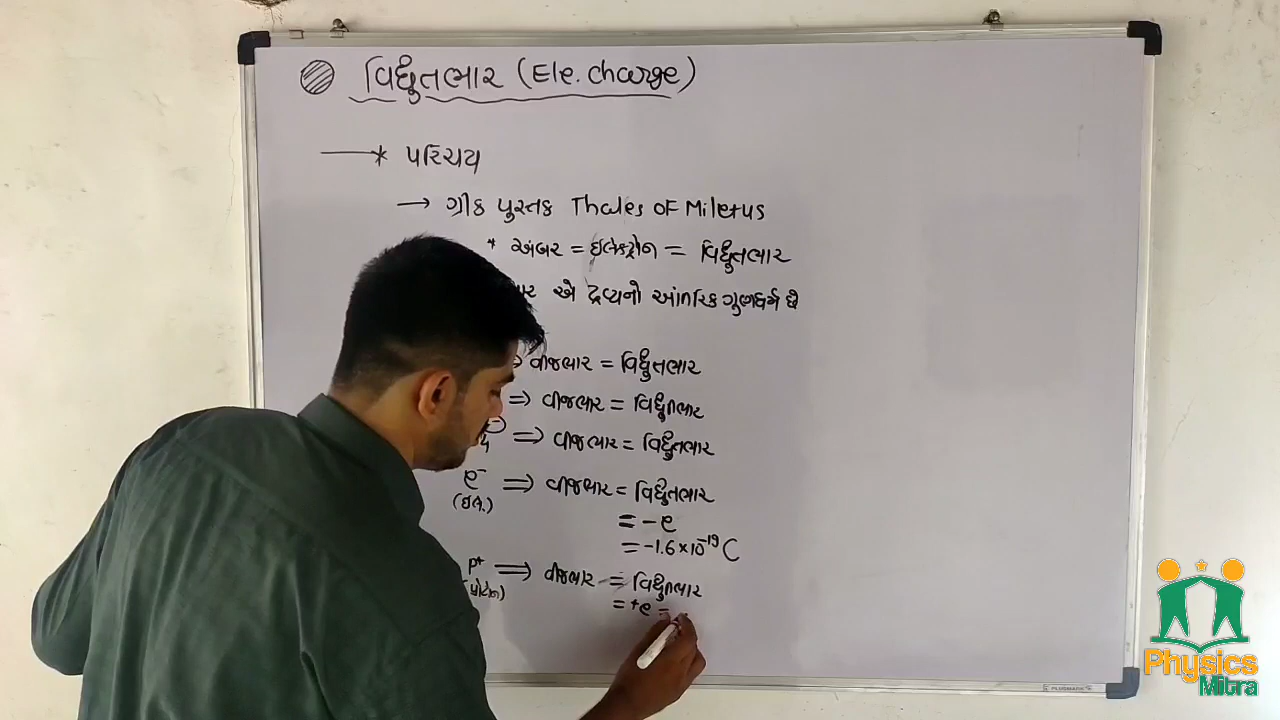 વિધુતભાર (Ele. charge)
પરિચય
→ ગ્રીક પુસ્તક Thales OF Miletus
* અંબર = ઇલેક્ટ્રોન = વિધુતભાર
એ દ્રવ્યનો આંતરિક ગુણધર્મ છે
⇒ વીજભાર = વિધુતભાર
⇒ વીજભાર = વિધુતભાર
⇒ વીજભાર = વિધુતભાર
e⁻ ⇒ વીજભાર = વિધુતભાર
(ઇલે.)
= -e
= -1.6×10⁻¹⁹ C
P⁺ ⇒ વીજભાર = વિધુતભાર
(પ્રોટોન)
= +e =
Physics
Mitra